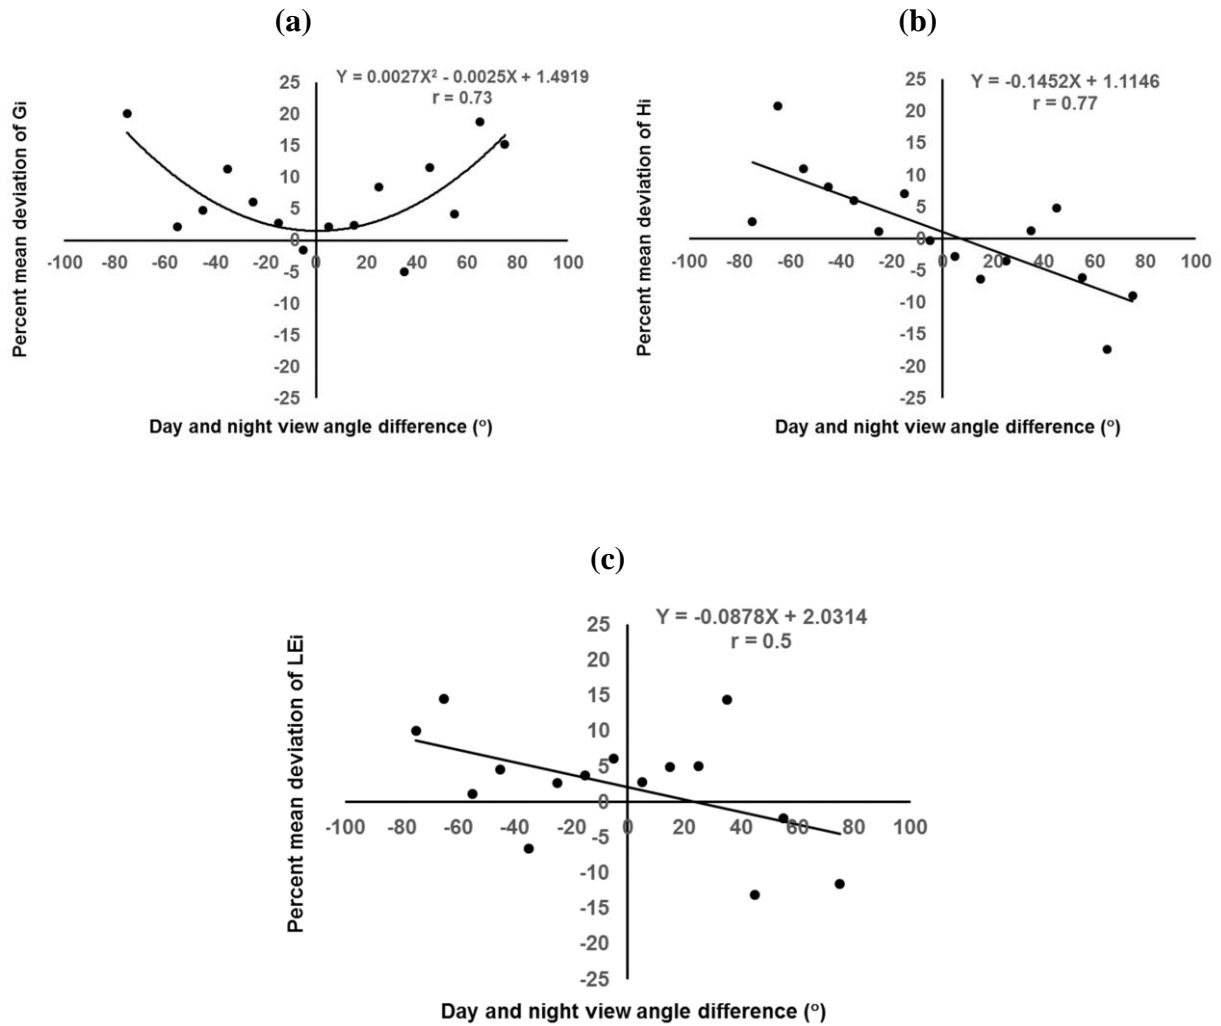 (a)
Y = 0.0027X² - 0.0025X + 1.4919
r = 0.73
Percent mean deviation of Gi
25
20
15
10
5
0
-5
-10
-15
-20
-25
-100 -80 -60 -40 -20 0 20 40 60 80 100
Day and night view angle difference (°)
(b)
Y = -0.1452X + 1.1146
r = 0.77
Percent mean deviation of Hi
25
20
15
10
5
0
-5
-10
-15
-20
-25
-100 -80 -60 -40 -20 0 20 40 60 80 100
Day and night view angle difference (°)
(c)
Y = -0.0878X + 2.0314
r = 0.5
Percent mean deviation of LEi
25
20
15
10
5
0
-5
-10
-15
-20
-25
-100 -80 -60 -40 -20 0 20 40 60 80 100
Day and night view angle difference (°)